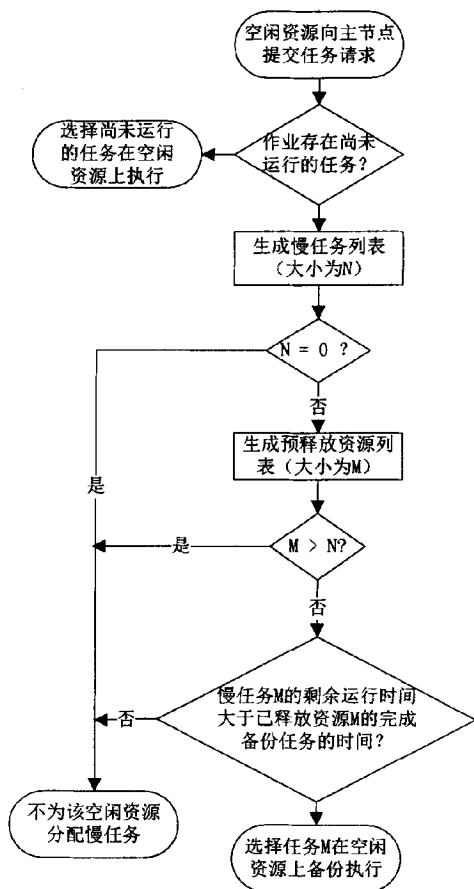 空闲资源向主节点
提交任务请求
选择尚未运行
的任务在空闲
资源上执行
作业存在尚未
运行的任务?
生成慢任务列表
(大小为N)
N = 0 ?
否
生成预释放资源列
表(大小为M)
是
是
M > N?
否
慢任务M的剩余运行时间
大于已释放资源M的完成
备份任务的时间?
否
不为该空闲资源
分配慢任务
选择任务M在空闲
资源上备份执行